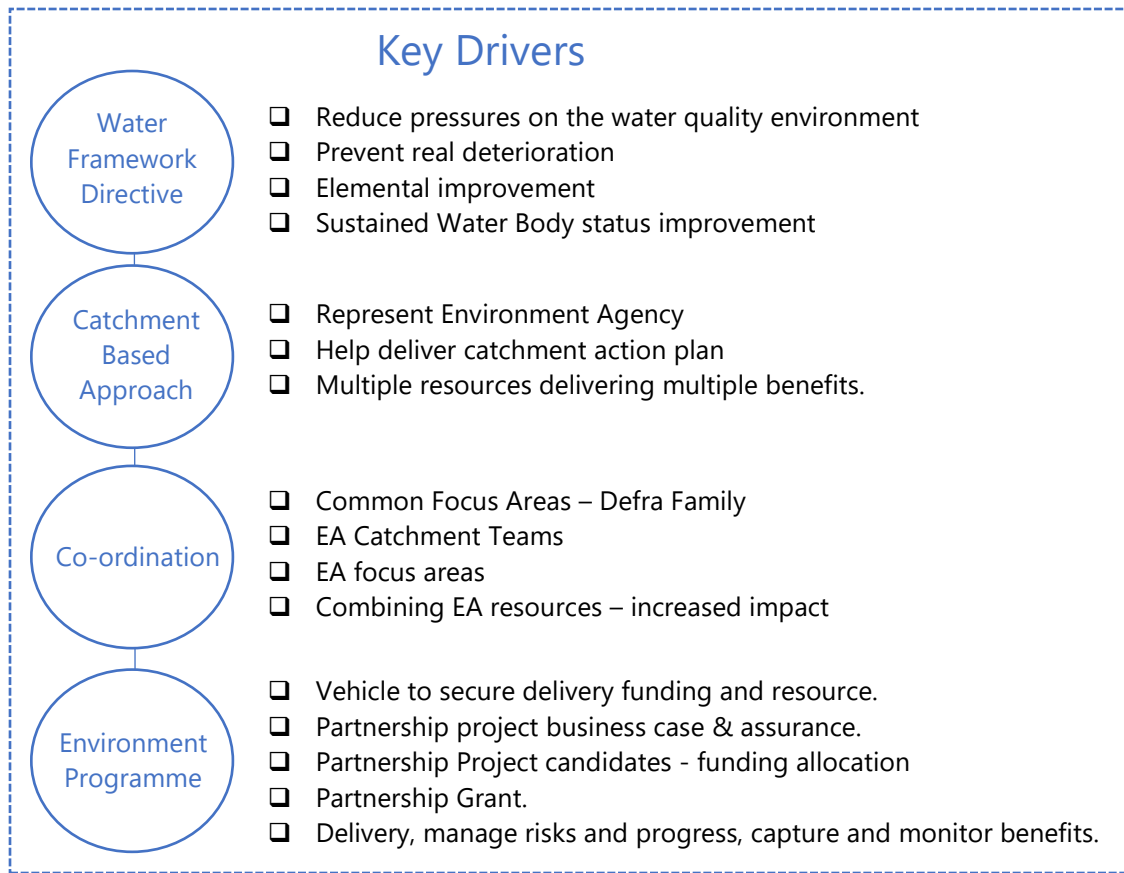 Key Drivers
Water
Framework
Directive
❑ Reduce pressures on the water quality environment
❑ Prevent real deterioration
❑ Elemental improvement
❑ Sustained Water Body status improvement
Catchment
Based
Approach
❑ Represent Environment Agency
❑ Help deliver catchment action plan
❑ Multiple resources delivering multiple benefits.
Co-ordination
❑ Common Focus Areas – Defra Family
❑ EA Catchment Teams
❑ EA focus areas
❑ Combining EA resources – increased impact
Environment
Programme
❑ Vehicle to secure delivery funding and resource.
❑ Partnership project business case & assurance.
❑ Partnership Project candidates - funding allocation
❑ Partnership Grant.
❑ Delivery, manage risks and progress, capture and monitor benefits.